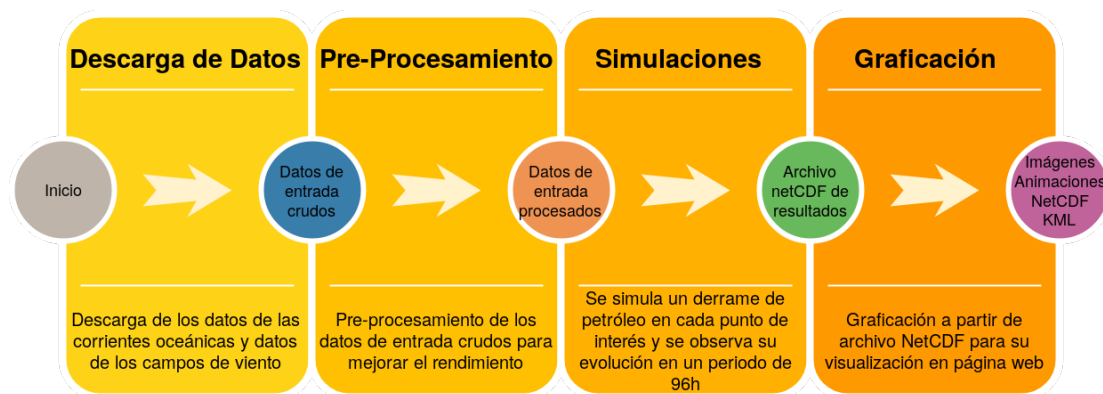 Descarga de Datos
Pre-Procesamiento
Simulaciones
Graficación
Inicio
Datos de
entrada
crudos
Datos de
entrada
procesados
Archivo
netCDF de
resultados
Imágenes
Animaciones
NetCDF
KML
Descarga de los datos de las
corrientes oceánicas y datos
de los campos de viento
Pre-procesamiento de los
datos de entrada crudos para
mejorar el rendimiento
Se simula un derrame de
petróleo en cada punto de
interés y se observa su
evolución en un periodo de
96h
Graficación a partir de
archivo NetCDF para su
visualización en página web